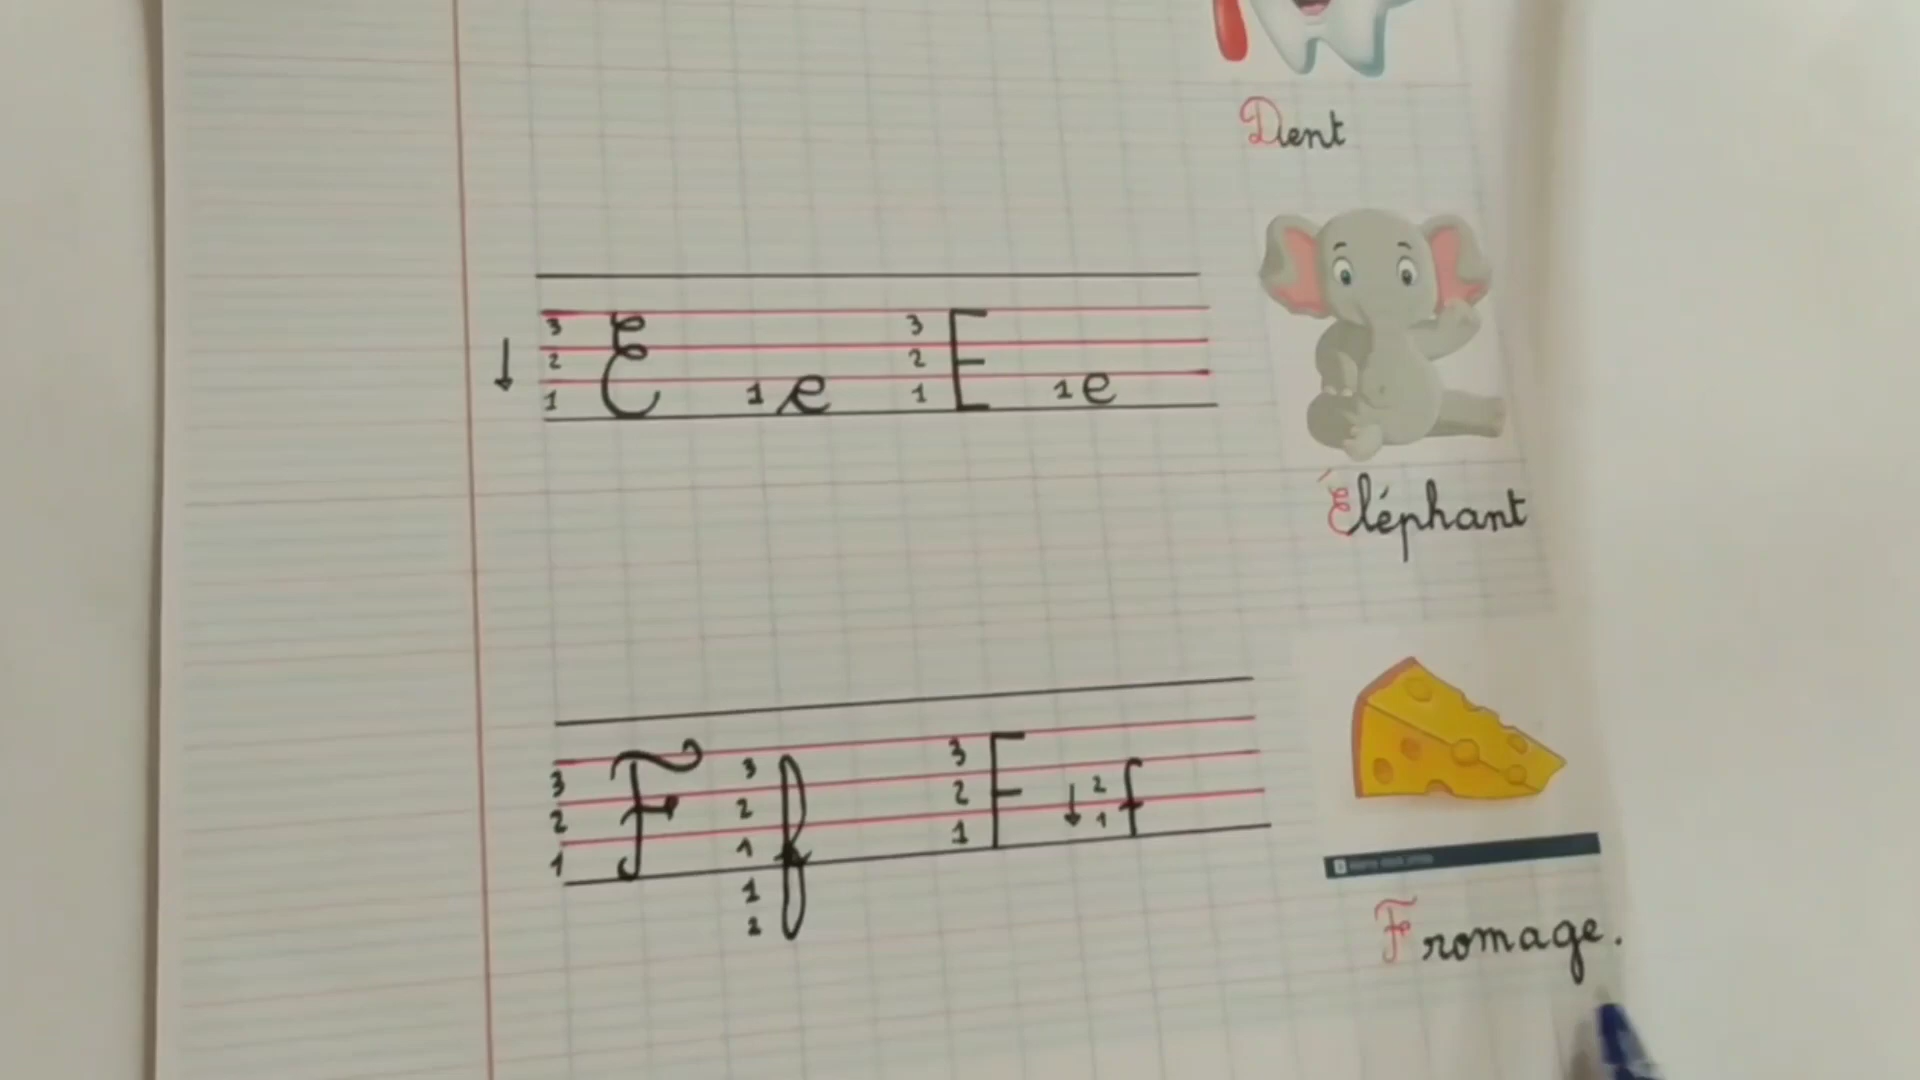 Dent
3 3
2 E 2 E
1 1 e 1 1 e
Éléphant
3 F 3 f 3 F
2 2 2 2 f
1 1 1 1
1
2
Fromage.